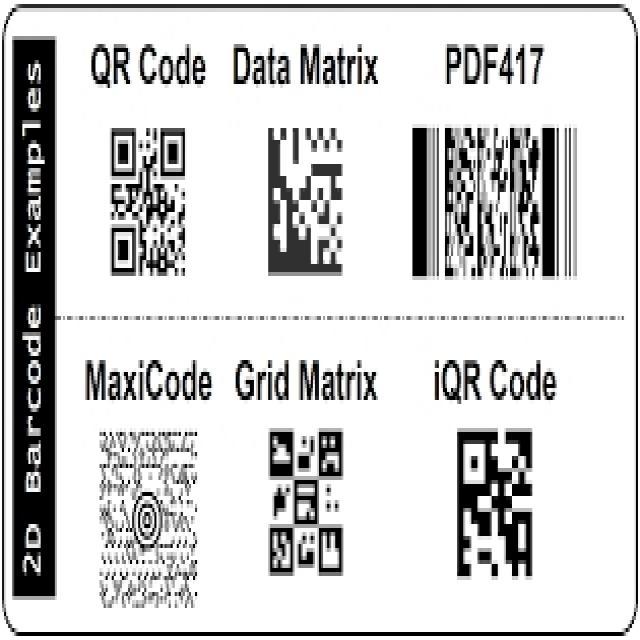 2D Barcode Examples
QR Code Data Matrix PDF417
MaxiCode Grid Matrix iQR Code